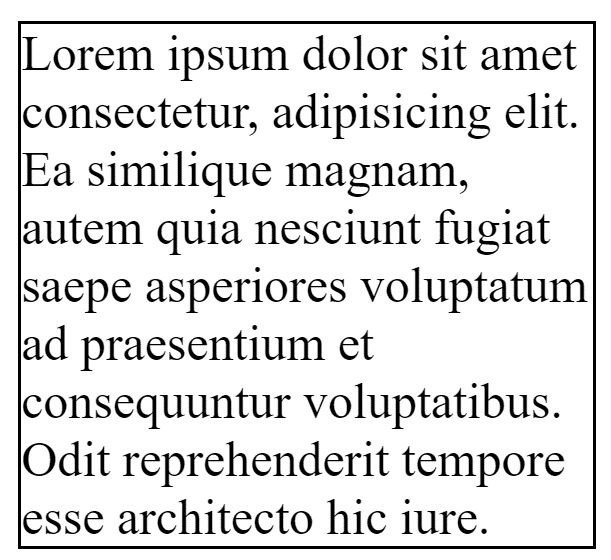 Lorem ipsum dolor sit amet
consectetur, adipisicing elit.
Ea similique magnam,
autem quia nesciunt fugiat
saepe asperiores voluptatum
ad praesentium et
consequuntur voluptatibus.
Odit reprehenderit tempore
esse architecto hic iure.